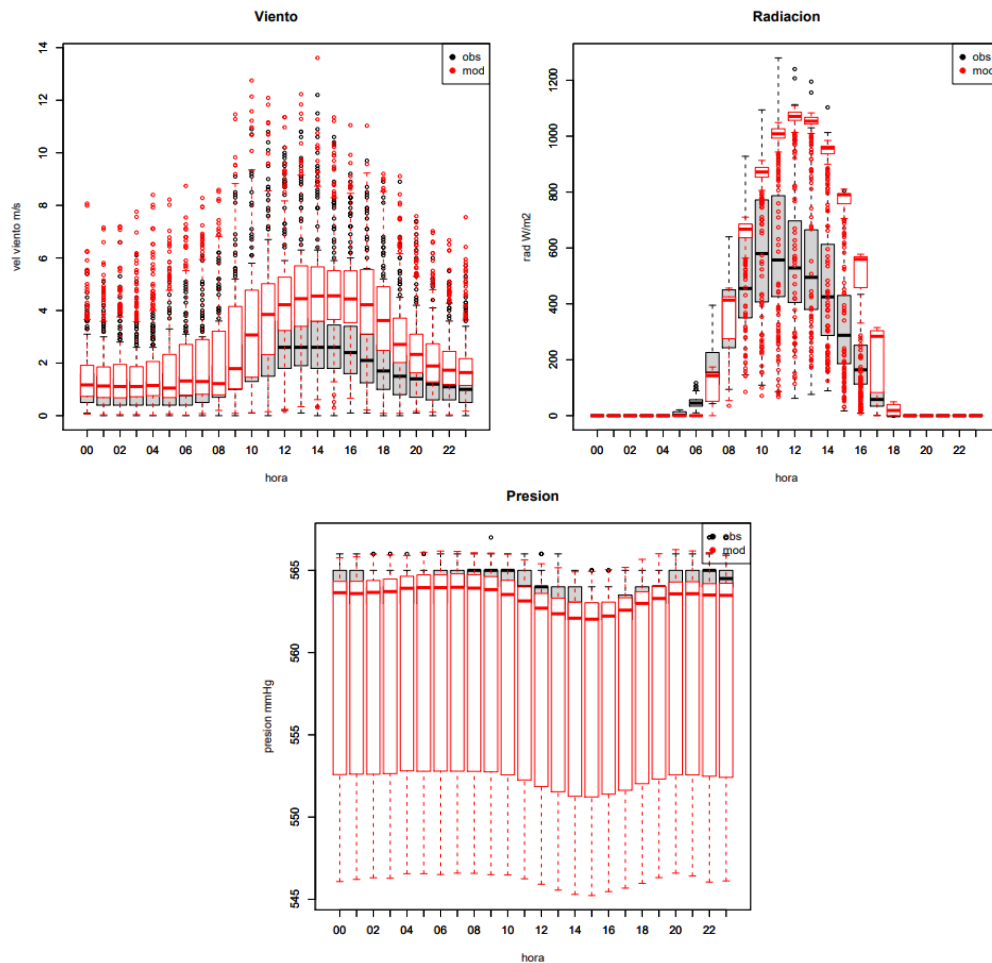 Viento
obs
mod
vel viento m/s
0 2 4 6 8 10 12 14
00 02 04 06 08 10 12 14 16 18 20 22
hora
Radiacion
obs
mod
rad W/m2
0 200 400 600 800 1000 1200
00 02 04 06 08 10 12 14 16 18 20 22
hora
Presion
obs
mod
presion mmHg
545 550 555 560 565
00 02 04 06 08 10 12 14 16 18 20 22
hora